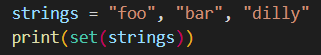 strings = "foo", "bar", "dilly"
print(set(strings))